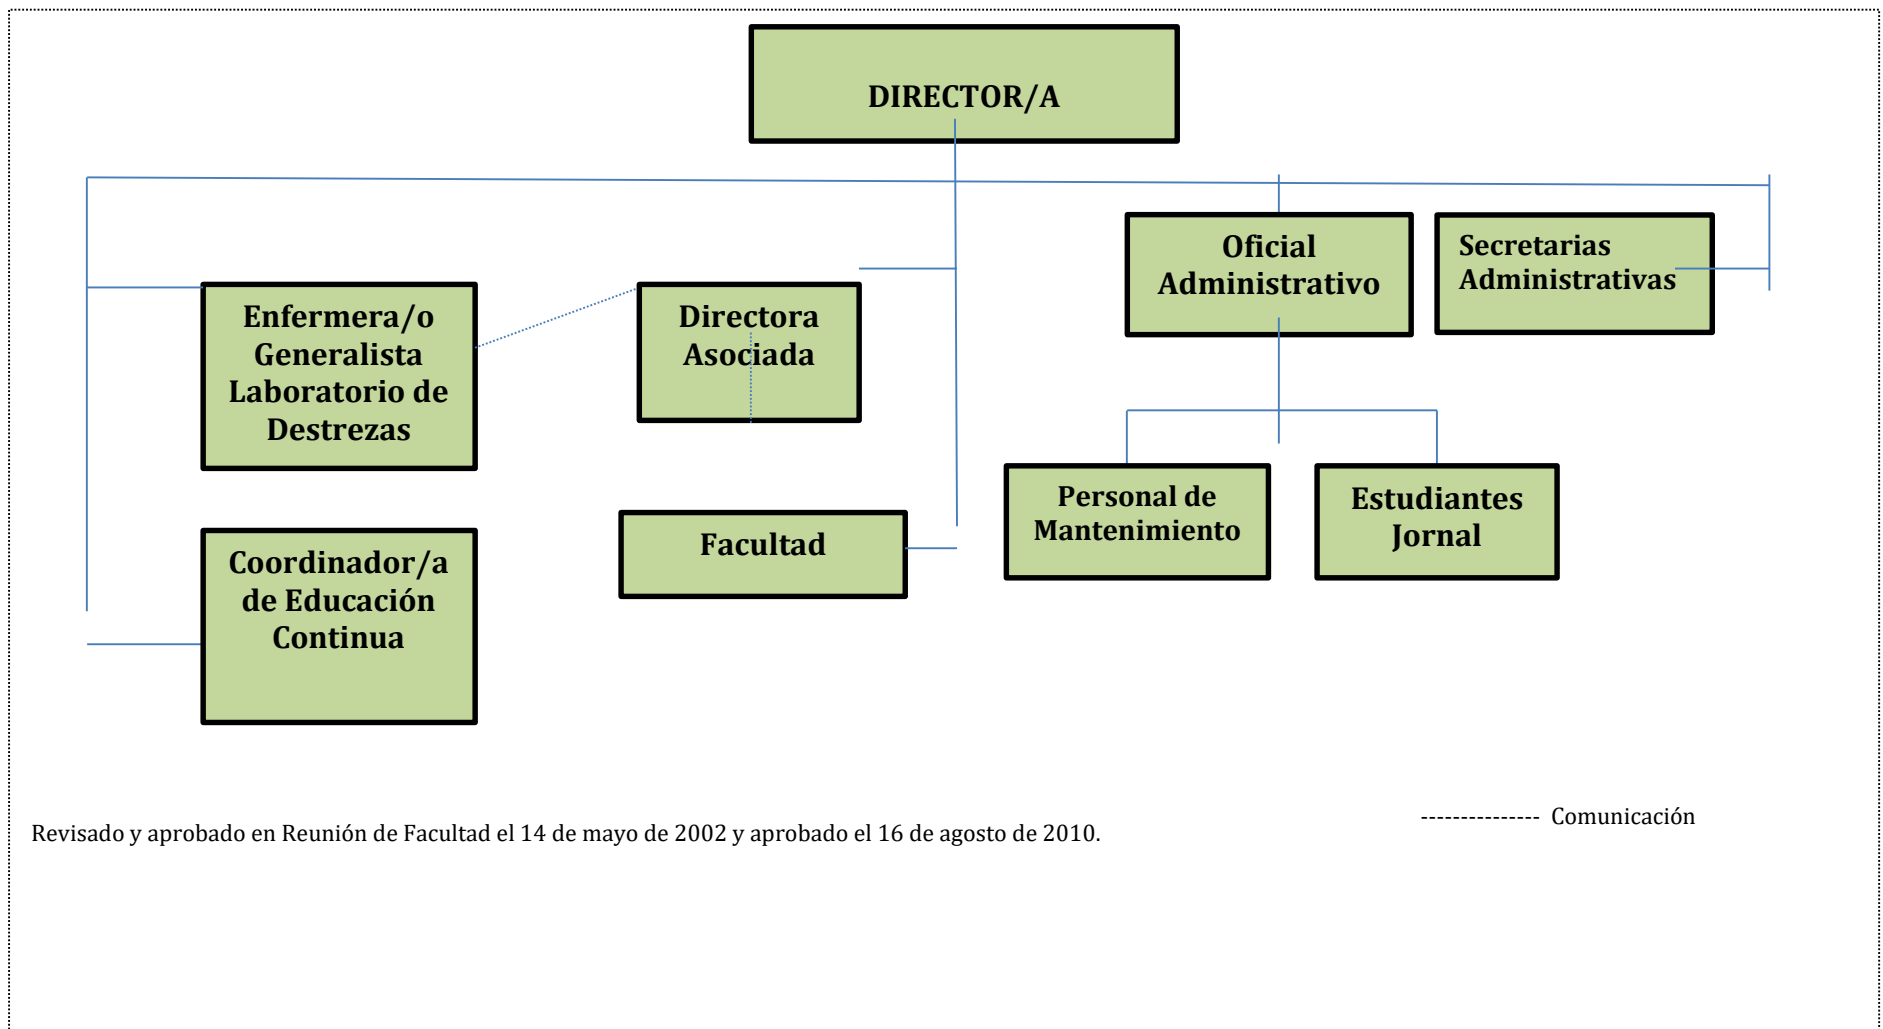 DIRECTOR/A
Oficial
Administrativo
Secretarias
Administrativas
Enfermera/o
Generalista
Laboratorio de
Destrezas
Directora
Asociada
Personal de
Mantenimiento
Estudiantes
Jornal
Facultad
Coordinador/a
de Educación
Continua
--------------- Comunicación
Revisado y aprobado en Reunión de Facultad el 14 de mayo de 2002 y aprobado el 16 de agosto de 2010.